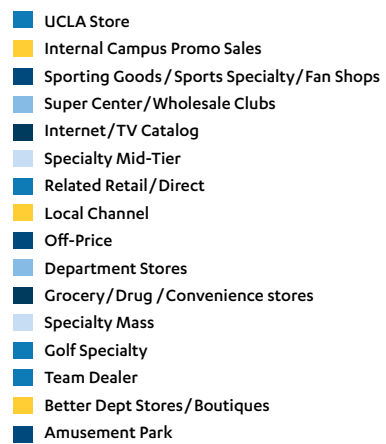 UCLA Store
Internal Campus Promo Sales
Sporting Goods/Sports Specialty/Fan Shops
Super Center/Wholesale Clubs
Internet/TV Catalog
Specialty Mid-Tier
Related Retail/Direct
Local Channel
Off-Price
Department Stores
Grocery/Drug /Convenience stores
Specialty Mass
Golf Specialty
Team Dealer
Better Dept Stores/Boutiques
Amusement Park